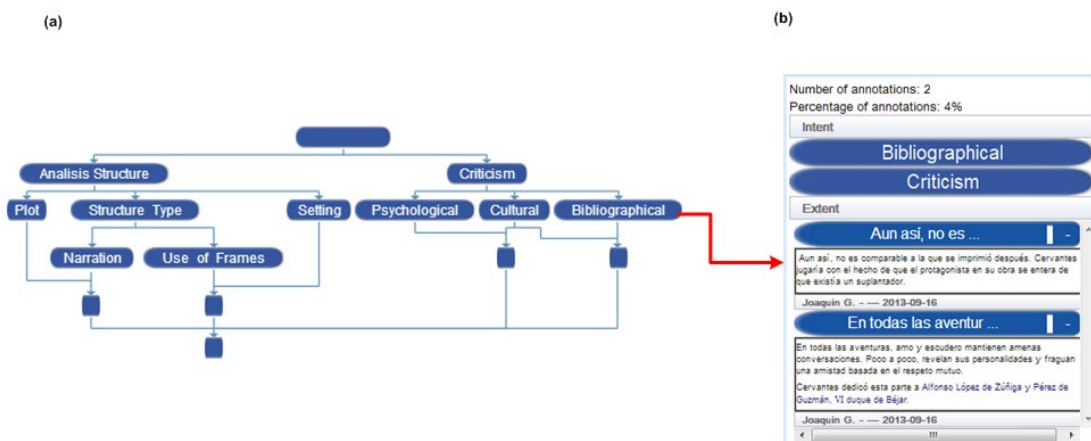 (a)
(b)
Analisis Structure
Criticism
Plot
Structure Type
Setting
Psychological
Cultural
Bibliographical
Narration
Use of Frames
Number of annotations: 2
Percentage of annotations: 4%
Intent
Bibliographical
Criticism
Extent
Aun así, no es ... -
Aun así, no es comparable a la que se imprimió después. Cervantes
jugaría con el hecho de que el protagonista en su obra se entera de
que existía un suplantador.
Joaquin G. - — 2013-09-16
En todas las aventur ... -
En todas las aventuras, amo y escudero mantienen amenas
conversaciones. Poco a poco, revelan sus personalidades y fraguan
una amistad basada en el respeto mutuo.
Cervantes dedicó esta parte a Alfonso López de Zúñiga y Pérez de
Guzmán, VI duque de Béjar.
Joaquin G. - — 2013-09-16